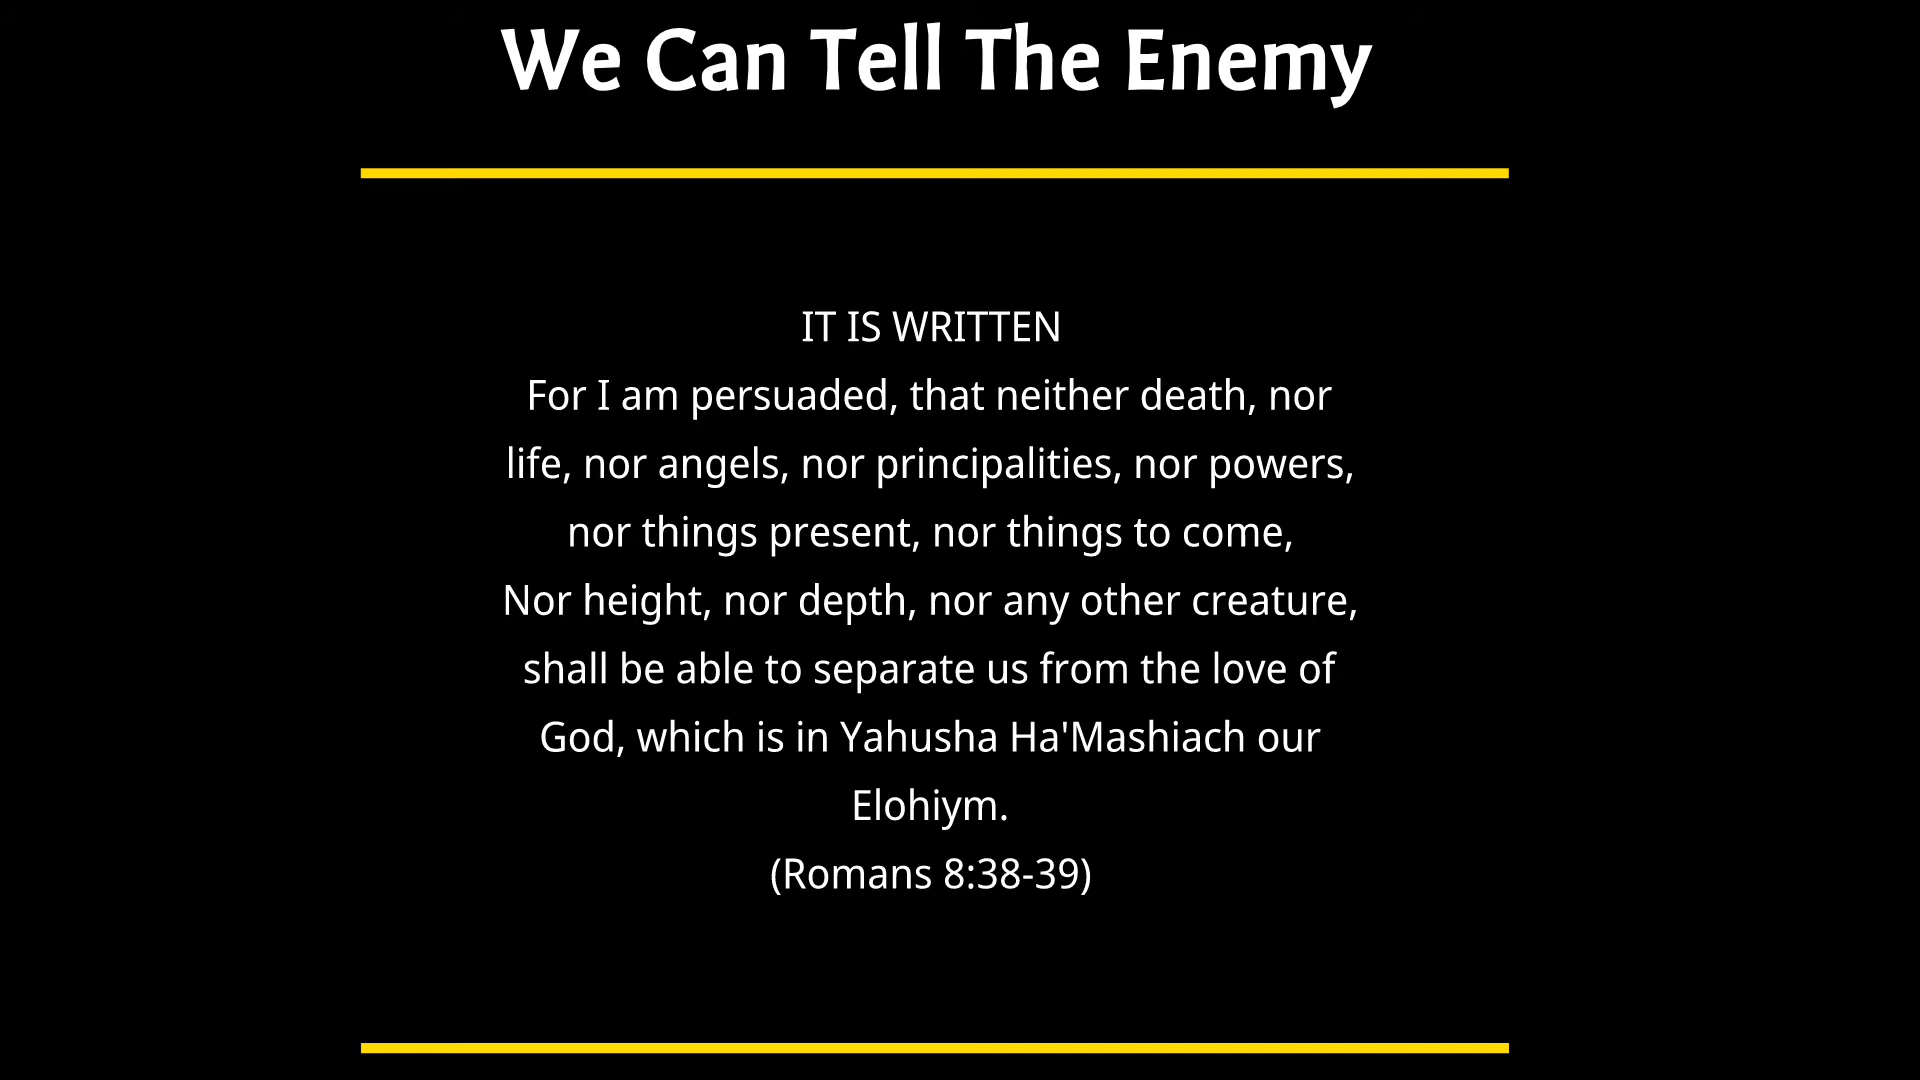 We Can Tell The Enemy
IT IS WRITTEN
For I am persuaded, that neither death, nor
life, nor angels, nor principalities, nor powers,
nor things present, nor things to come,
Nor height, nor depth, nor any other creature,
shall be able to separate us from the love of
God, which is in Yahusha Ha'Mashiach our
Elohiym.
(Romans 8:38-39)